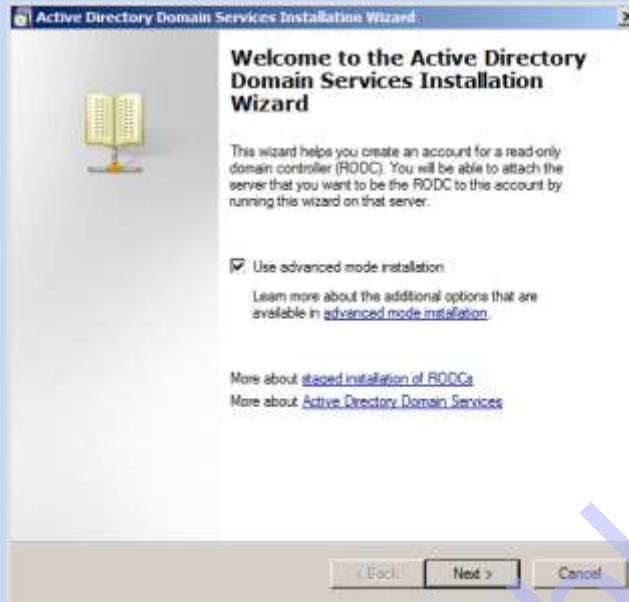 Active Directory Domain Services Installation Wizard
Welcome to the Active Directory
Domain Services Installation
Wizard
This wizard helps you create an account for a read-only
domain controller (RODC). You will be able to attach the
server that you want to be the RODC to this account by
running this wizard on that server.
Use advanced mode installation
Learn more about the additional options that are
available in advanced mode installation.
More about staged installation of RODCs
More about Active Directory Domain Services
< Back
Next >
Cancel